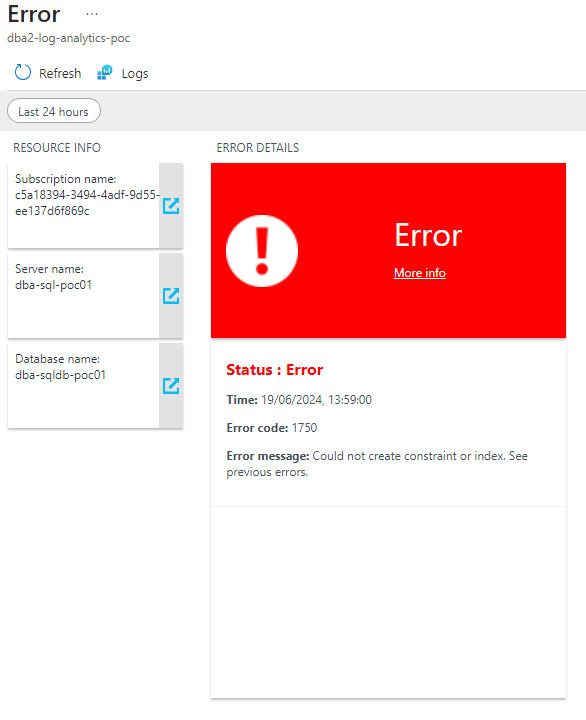 Error ...
dba2-log-analytics-poc
Refresh Logs
Last 24 hours
RESOURCE INFO
Subscription name:
c5a18394-3494-4adf-9d55-
ee137d6f869c
Server name:
dba-sql-poc01
Database name:
dba-sqldb-poc01
ERROR DETAILS
Error
More info
Status : Error
Time: 19/06/2024, 13:59:00
Error code: 1750
Error message: Could not create constraint or index. See
previous errors.